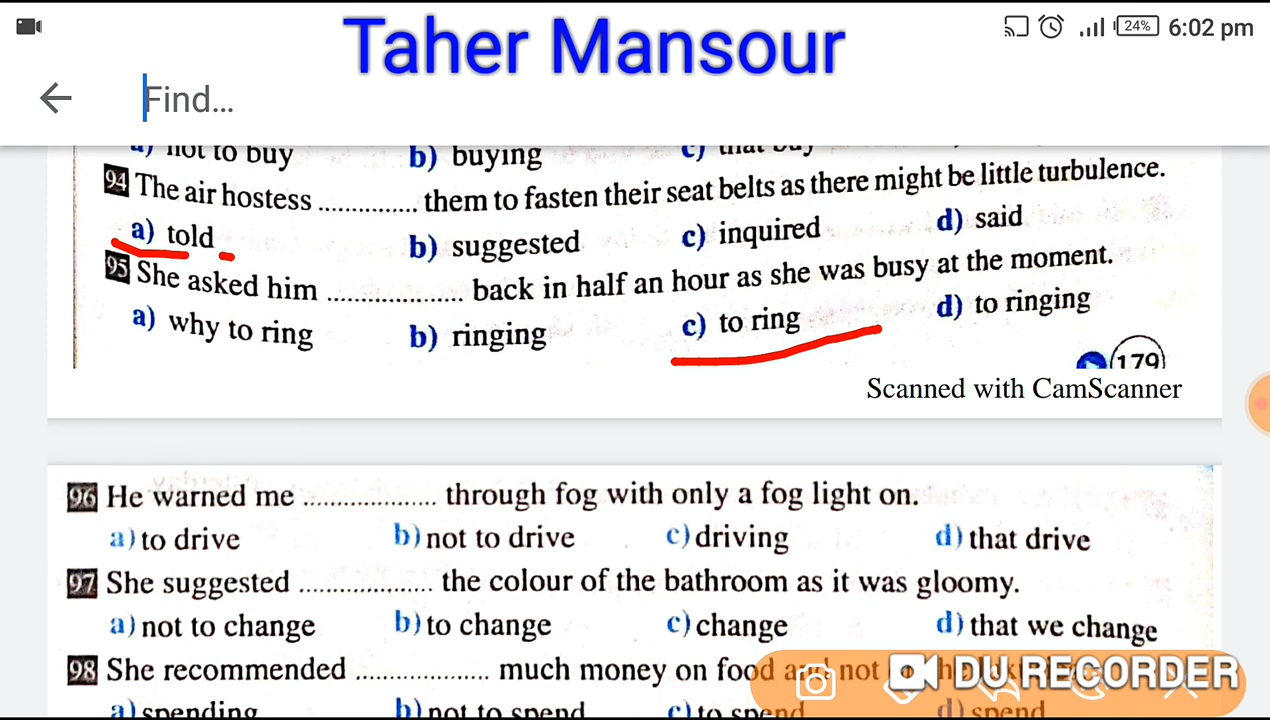 Taher Mansour
24% 6:02 pm
Find...
a) not to buy b) buying c) that buy
94 The air hostess .............. them to fasten their seat belts as there might be little turbulence.
a) told b) suggested c) inquired d) said
95 She asked him .................... back in half an hour as she was busy at the moment.
a) why to ring b) ringing c) to ring d) to ringing
179
Scanned with CamScanner
96 He warned me .................. through fog with only a fog light on.
a) to drive b) not to drive c) driving d) that drive
97 She suggested .................... the colour of the bathroom as it was gloomy.
a) not to change b) to change c) change d) that we change
98 She recommended .................... much money on food and not
DU RECORDER
a) spending b) not to spend c) to spend d) spend